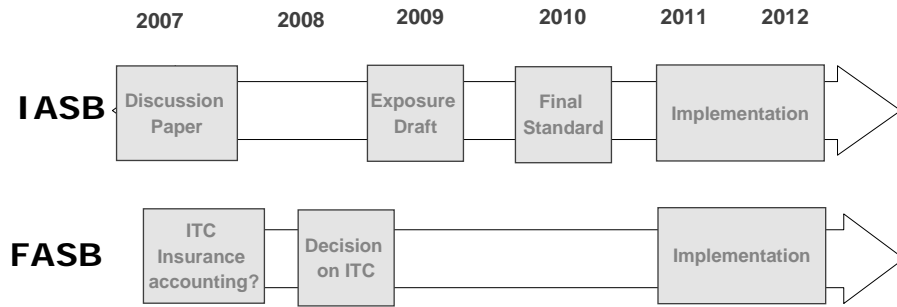 2007 2008 2009 2010 2011 2012
IASB
Discussion
Paper
Exposure
Draft
Final
Standard
Implementation
FASB
ITC
Insurance
accounting?
Decision
on ITC
Implementation